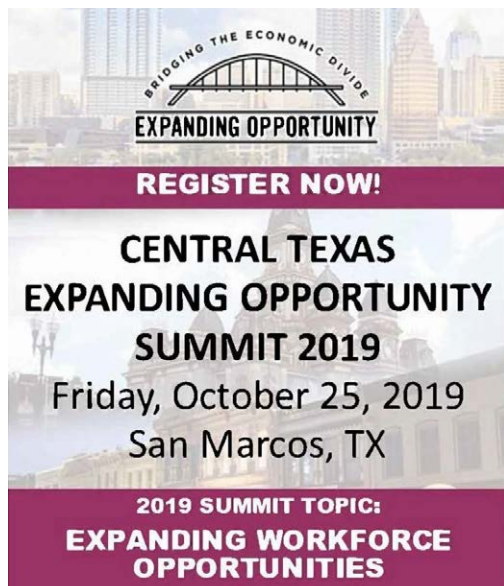 BRIDGING THE ECONOMIC DIVIDE
EXPANDING OPPORTUNITY
REGISTER NOW!
CENTRAL TEXAS
EXPANDING OPPORTUNITY
SUMMIT 2019
Friday, October 25, 2019
San Marcos, TX
2019 SUMMIT TOPIC:
EXPANDING WORKFORCE
OPPORTUNITIES